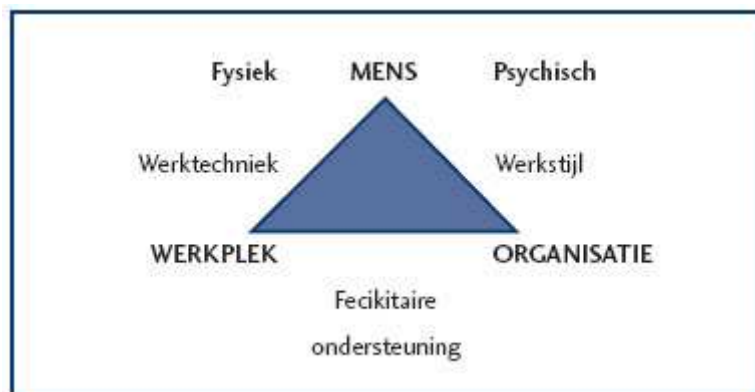 Fysiek MENS Psychisch
Werktechniek Werkstijl
WERKPLEK ORGANISATIE
Fecikitaire
ondersteuning